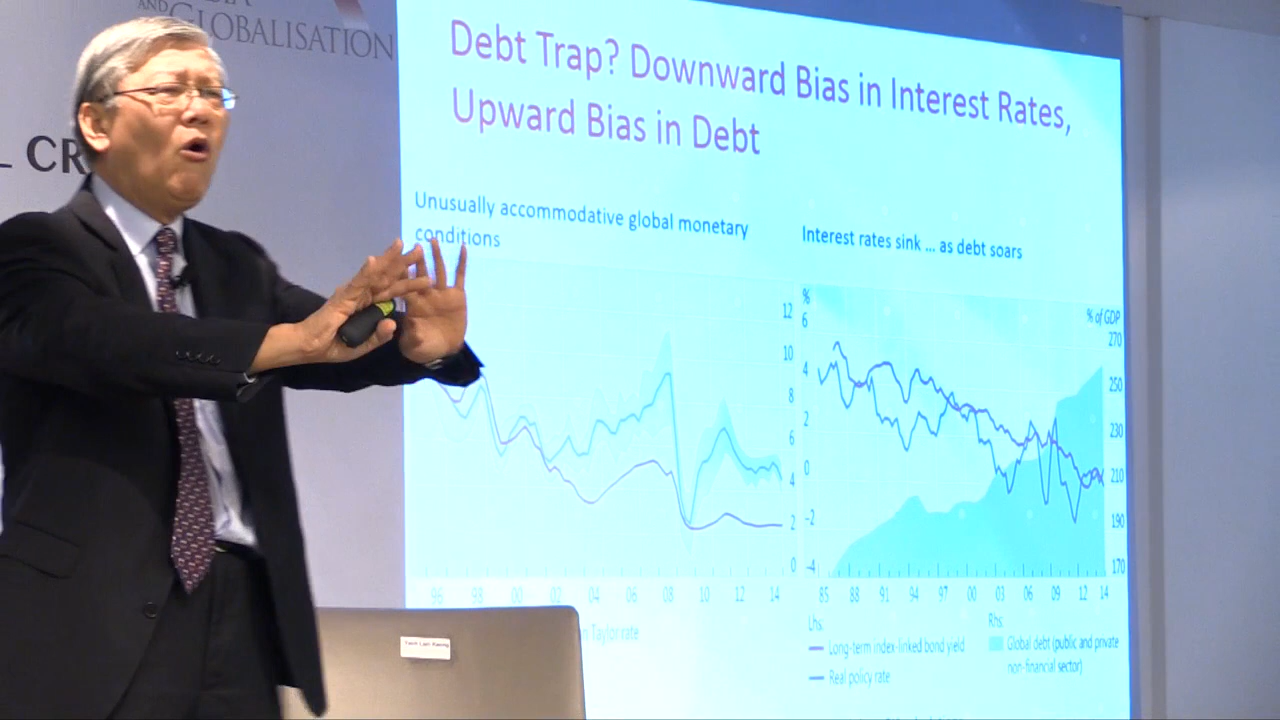 AND GLOBALISATION
L CR
Debt Trap? Downward Bias in Interest Rates,
Upward Bias in Debt
Unusually accommodative global monetary
conditions
Interest rates sink ... as debt soars
12
10
8
6
4
2
0
96 98 00 02 04 06 08 10 12 14
Taylor rate
%
6
4
2
0
-2
-4
% of GDP
270
250
230
210
190
170
85 88 91 94 97 00 03 06 09 12 14
Lhs:
Long-term index-linked bond yield
Real policy rate
Rhs:
Global debt (public and private
non-financial sector)